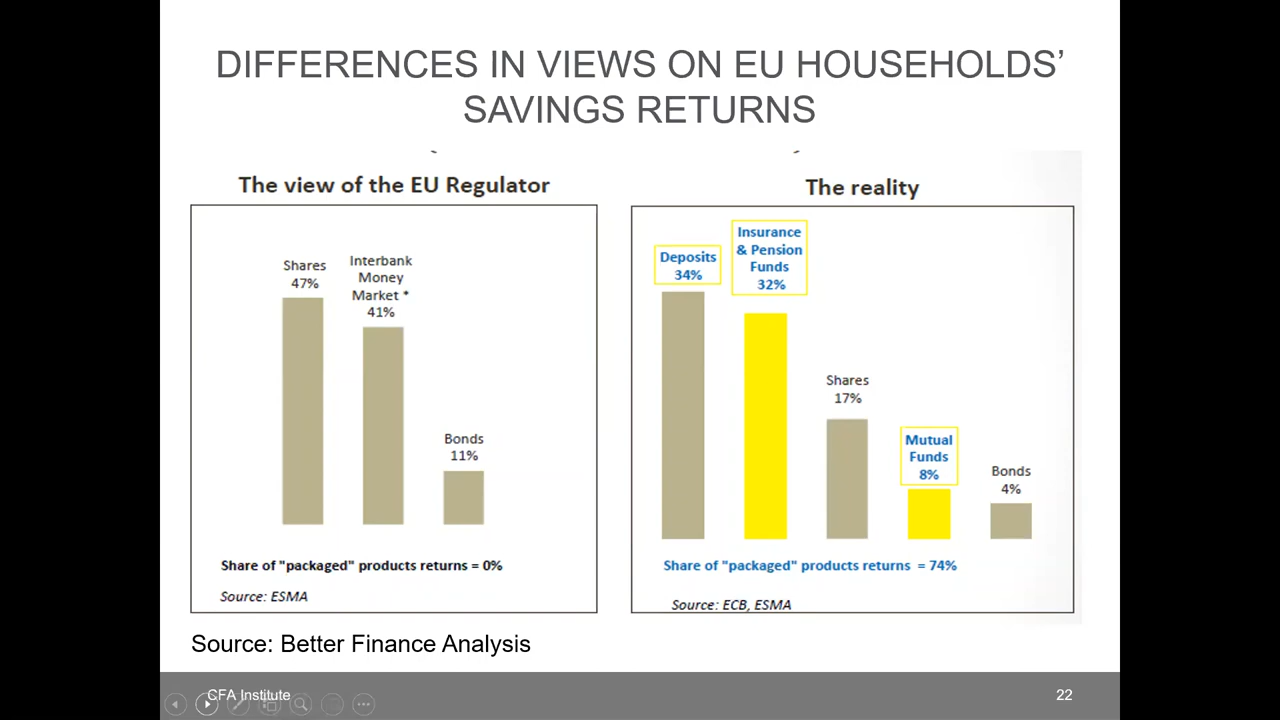 DIFFERENCES IN VIEWS ON EU HOUSEHOLDS’
SAVINGS RETURNS
The view of the EU Regulator
Shares
47%
Interbank
Money
Market *
41%
Bonds
11%
Share of "packaged" products returns = 0%
Source: ESMA
The reality
Deposits
34%
Insurance
& Pension
Funds
32%
Shares
17%
Mutual
Funds
8%
Bonds
4%
Share of "packaged" products returns = 74%
Source: ECB, ESMA
Source: Better Finance Analysis
CFA Institute
22